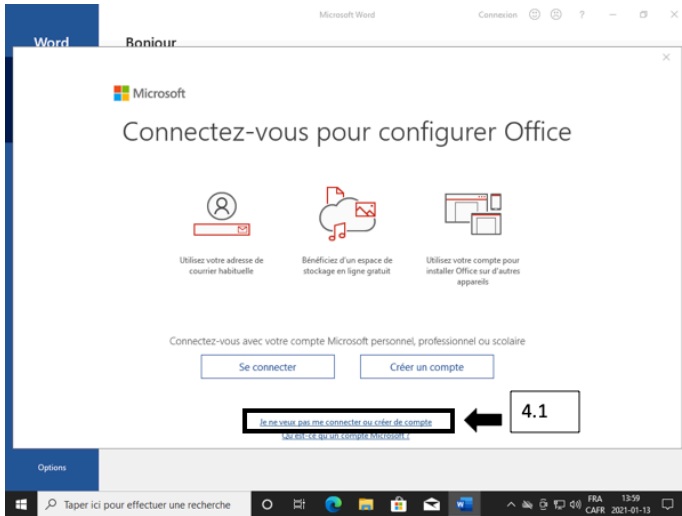 Microsoft Word
Connexion
?
Word
Bonjour
Microsoft
Connectez-vous pour configurer Office
Utilisez votre adresse de
courrier habituelle
Bénéficiez d'un espace de
stockage en ligne gratuit
Utilisez votre compte pour
installer Office sur d'autres
appareils
Connectez-vous avec votre compte Microsoft personnel, professionnel ou scolaire
Se connecter
Créer un compte
Je ne veux pas me connecter ou créer de compte
4.1
Qu'est-ce qu'un compte Microsoft ?
Options
Taper ici pour effectuer une recherche
FRA
CAFR
13:59
2021-01-13